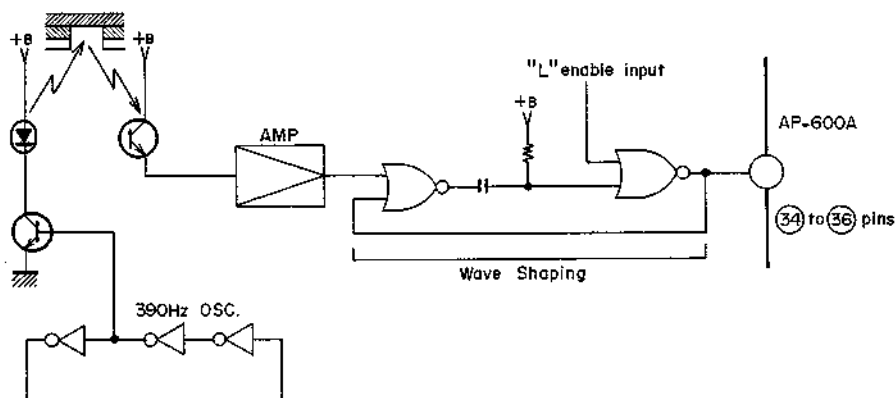 +B
+B
"L" enable input
+B
AMP
AP-600A
34 to 36 pins
Wave Shaping
390Hz OSC.